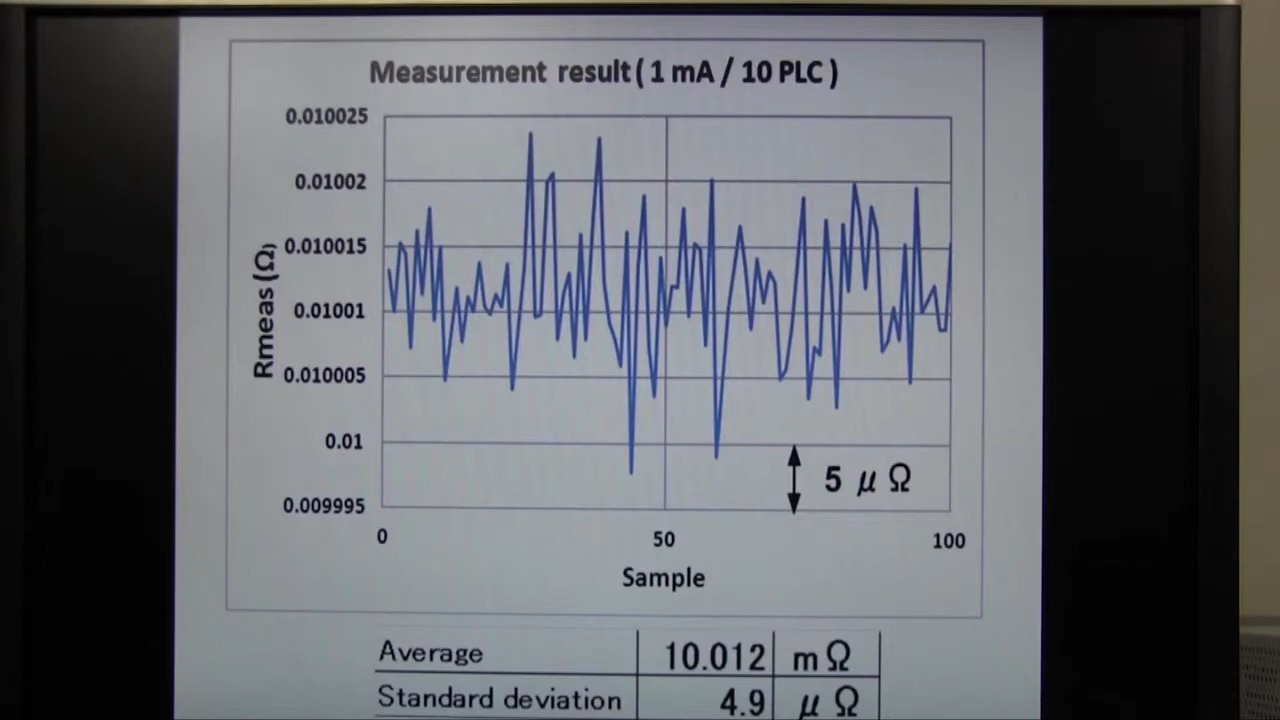 Measurement result ( 1 mA / 10 PLC )
0.010025
0.01002
0.010015
0.01001
0.010005
0.01
0.009995
Rmeas (Ω)
5 μΩ
0 50 100
Sample
Average 10.012 mΩ
Standard deviation 4.9 μΩ